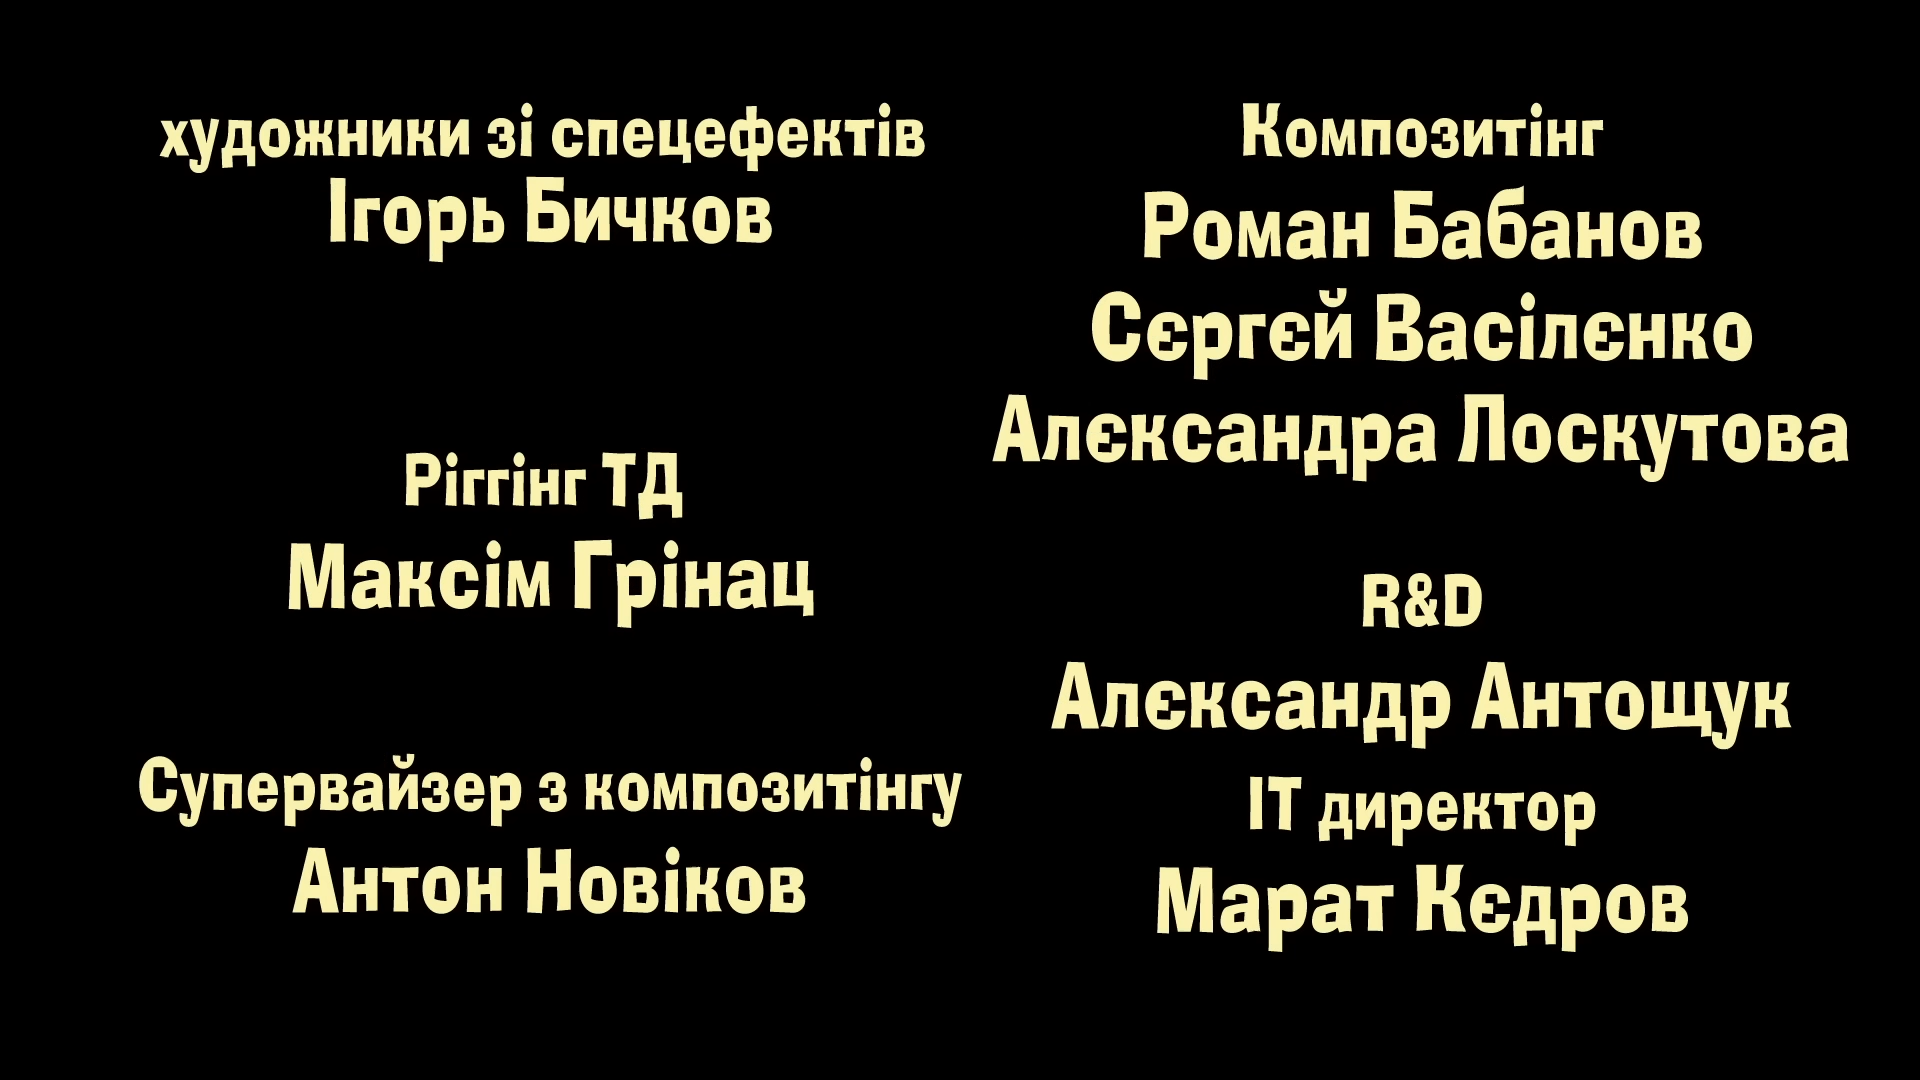 художники зі спецефектів
Ігорь Бичков
Ріггінг ТД
Максім Грінац
Супервайзер з композитінгу
Антон Новіков
Композитінг
Роман Бабанов
Сєргєй Васілєнко
Алєксандра Лоскутова
R&D
Алєксандр Антощук
ІТ директор
Марат Кєдров